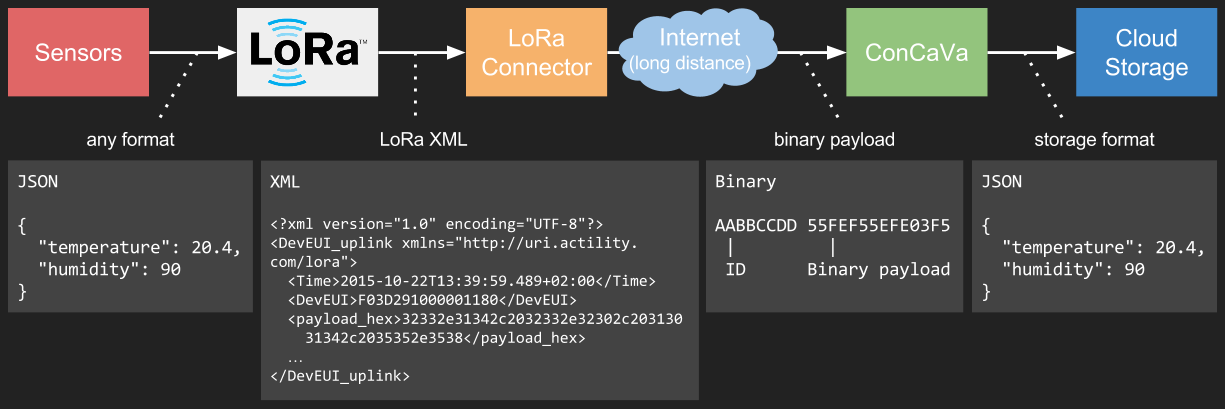 Sensors
LoRa™
LoRa
Connector
Internet
(long distance)
ConCaVa
Cloud
Storage
any format
LoRa XML
binary payload
storage format
JSON
{
"temperature": 20.4,
"humidity": 90
}
XML
<?xml version="1.0" encoding="UTF-8"?>
<DevEUI_uplink xmlns="http://uri.actility.
com/lora">
<Time>2015-10-22T13:39:59.489+02:00</Time>
<DevEUI>F03D291000001180</DevEUI>
<payload_hex>32332e31342c2032332e32302c203130
31342c2035352e3538</payload_hex>
...
</DevEUI_uplink>
Binary
AABBCCDD 55FEF55EFE03F5
| |
ID Binary payload
JSON
{
"temperature": 20.4,
"humidity": 90
}